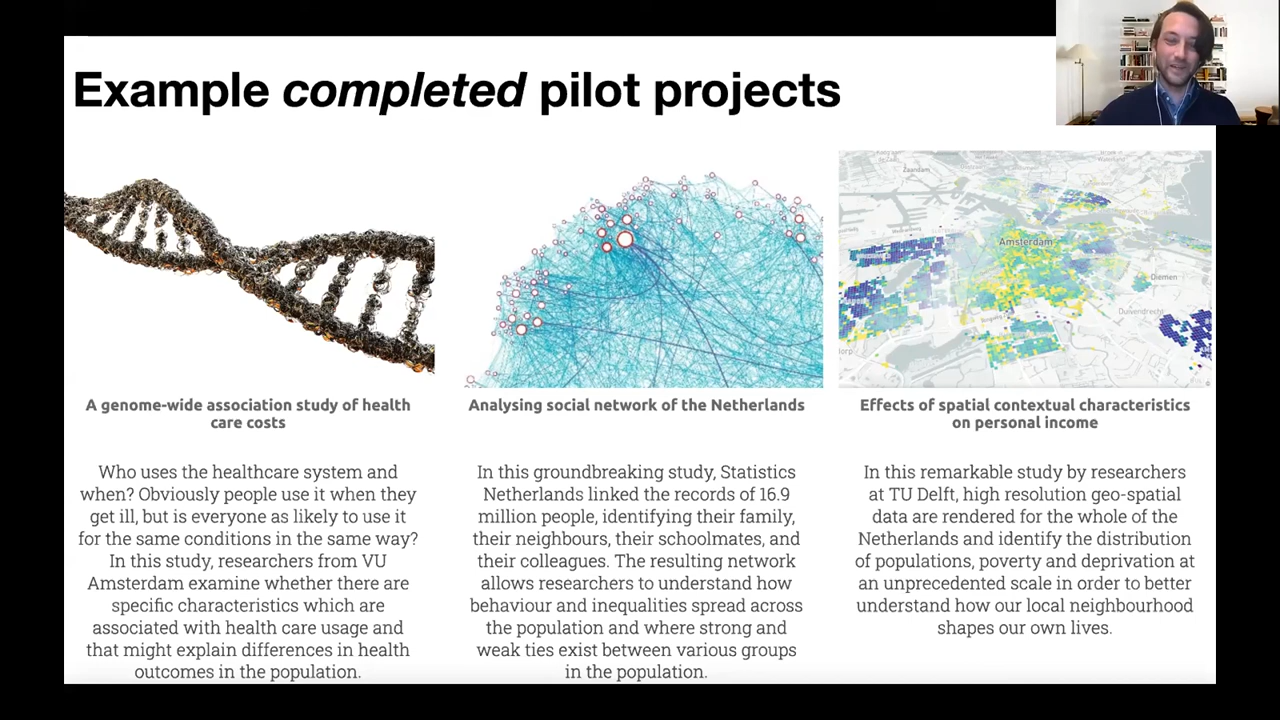 Example completed pilot projects
Zaandam
Amsterdam
Diemen
Duivendrecht
A genome-wide association study of health
care costs
Analysing social network of the Netherlands
Effects of spatial contextual characteristics
on personal income
Who uses the healthcare system and
when? Obviously people use it when they
get ill, but is everyone as likely to use it
for the same conditions in the same way?
In this study, researchers from VU
Amsterdam examine whether there are
specific characteristics which are
associated with health care usage and
that might explain differences in health
outcomes in the population.
In this groundbreaking study, Statistics
Netherlands linked the records of 16.9
million people, identifying their family,
their neighbours, their schoolmates, and
their colleagues. The resulting network
allows researchers to understand how
behaviour and inequalities spread across
the population and where strong and
weak ties exist between various groups
in the population.
In this remarkable study by researchers
at TU Delft, high resolution geo-spatial
data are rendered for the whole of the
Netherlands and identify the distribution
of populations, poverty and deprivation at
an unprecedented scale in order to better
understand how our local neighbourhood
shapes our own lives.